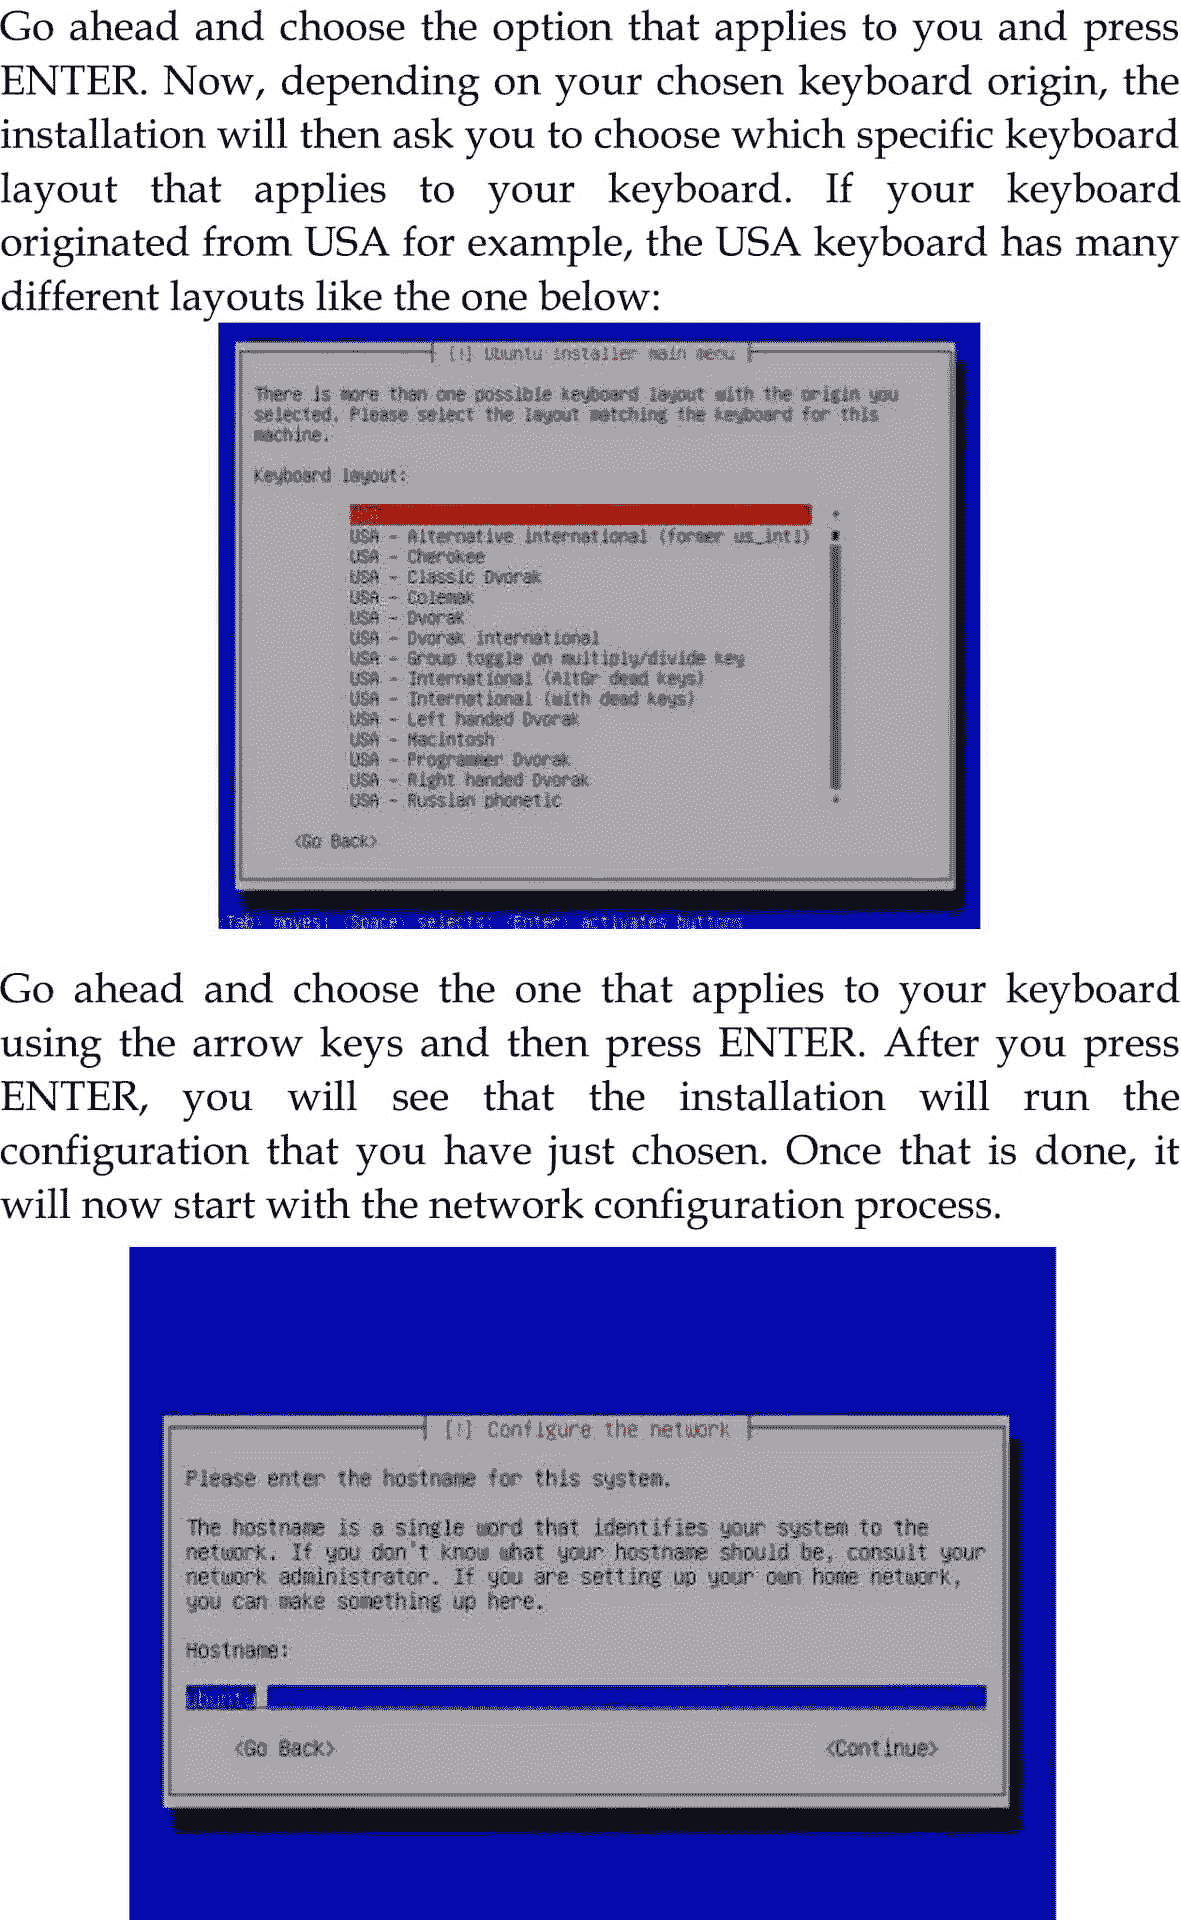 Go ahead and choose the option that applies to you and press
ENTER. Now, depending on your chosen keyboard origin, the
installation will then ask you to choose which specific keyboard
layout that applies to your keyboard. If your keyboard
originated from USA for example, the USA keyboard has many
different layouts like the one below:
[!] Ubuntu installer main menu
There is more than one possible keyboard layout with the origin you
selected. Please select the layout matching the keyboard for this
machine.
Keyboard layout:
USA - Alternative international (former us_intl)
USA - Cherokee
USA - Classic Dvorak
USA - Colemak
USA - Dvorak
USA - Dvorak international
USA - Group toggle on multiply/divide key
USA - International (AltGr dead keys)
USA - International (with dead keys)
USA - Left handed Dvorak
USA - Macintosh
USA - Programmer Dvorak
USA - Right handed Dvorak
USA - Russian phonetic
<Go Back>
<Tab> moves; <Space> selects; <Enter> activates buttons
Go ahead and choose the one that applies to your keyboard
using the arrow keys and then press ENTER. After you press
ENTER, you will see that the installation will run the
configuration that you have just chosen. Once that is done, it
will now start with the network configuration process.
[!] Configure the network
Please enter the hostname for this system.
The hostname is a single word that identifies your system to the
network. If you don't know what your hostname should be, consult your
network administrator. If you are setting up your own home network,
you can make something up here.
Hostname:
ubuntu
<Go Back> <Continue>